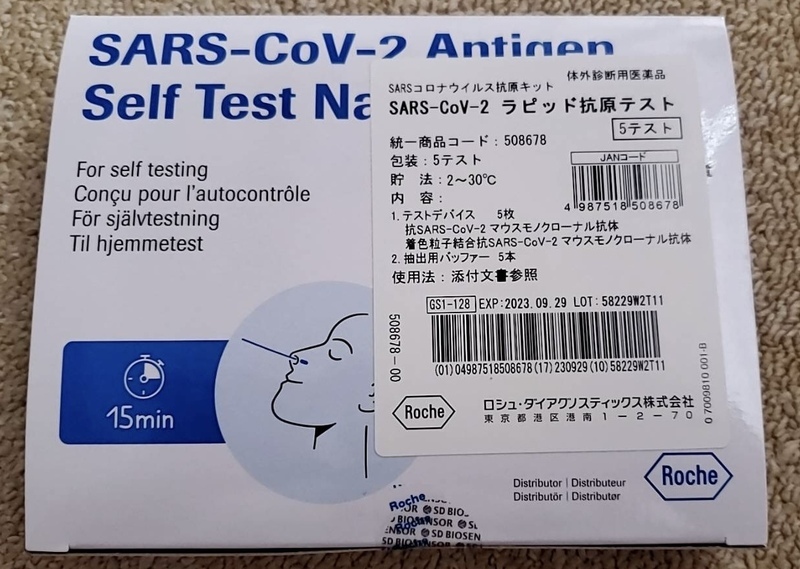 SARS-CoV-2 Antigen
Self Test Na
For self testing
Conçu pour l'autocontrôle
För självtestning
Til hjemmetest
15min
体外診断用医薬品
SARSコロナウイルス抗原キット
SARS-CoV-2 ラピッド抗原テスト
5テスト
統一商品コード：508678
包装：5テスト
貯　法：2～30℃
内　容：
JANコード
4 987518 508678
1.テストデバイス　5枚
抗SARS-CoV-2 マウスモノクローナル抗体
着色粒子結合抗SARS-CoV-2 マウスモノクローナル抗体
2.抽出用バッファー 5本
使用法：添付文書参照
GS1-128 EXP:2023.09.29 LOT:58229W2T11
(01)04987518508678(17)230929(10)58229W2T11
508678-00
Roche
ロシュ・ダイアグノスティックス株式会社
東京都港区港南1-2-70
0 7009810 001-B
Distributor | Distributeur
Distributör | Distributør
Roche
Roche
SD BIOSEN